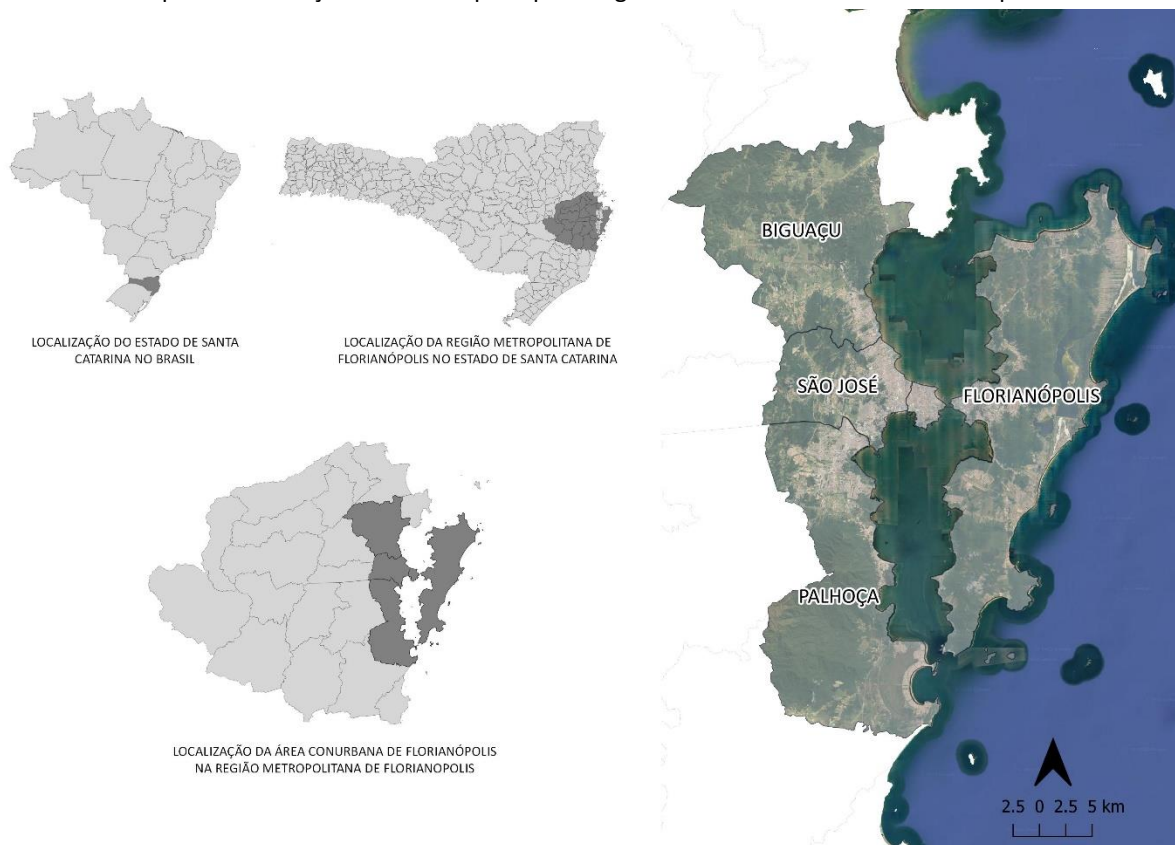 LOCALIZAÇÃO DO ESTADO DE SANTA
CATARINA NO BRASIL
LOCALIZAÇÃO DA REGIÃO METROPOLITANA DE
FLORIANÓPOLIS NO ESTADO DE SANTA CATARINA
LOCALIZAÇÃO DA ÁREA CONURBANA DE FLORIANÓPOLIS
NA REGIÃO METROPOLITANA DE FLORIANOPOLIS
BIGUAÇU
SÃO JOSÉ
FLORIANÓPOLIS
PALHOÇA
2.5 0 2.5 5 km